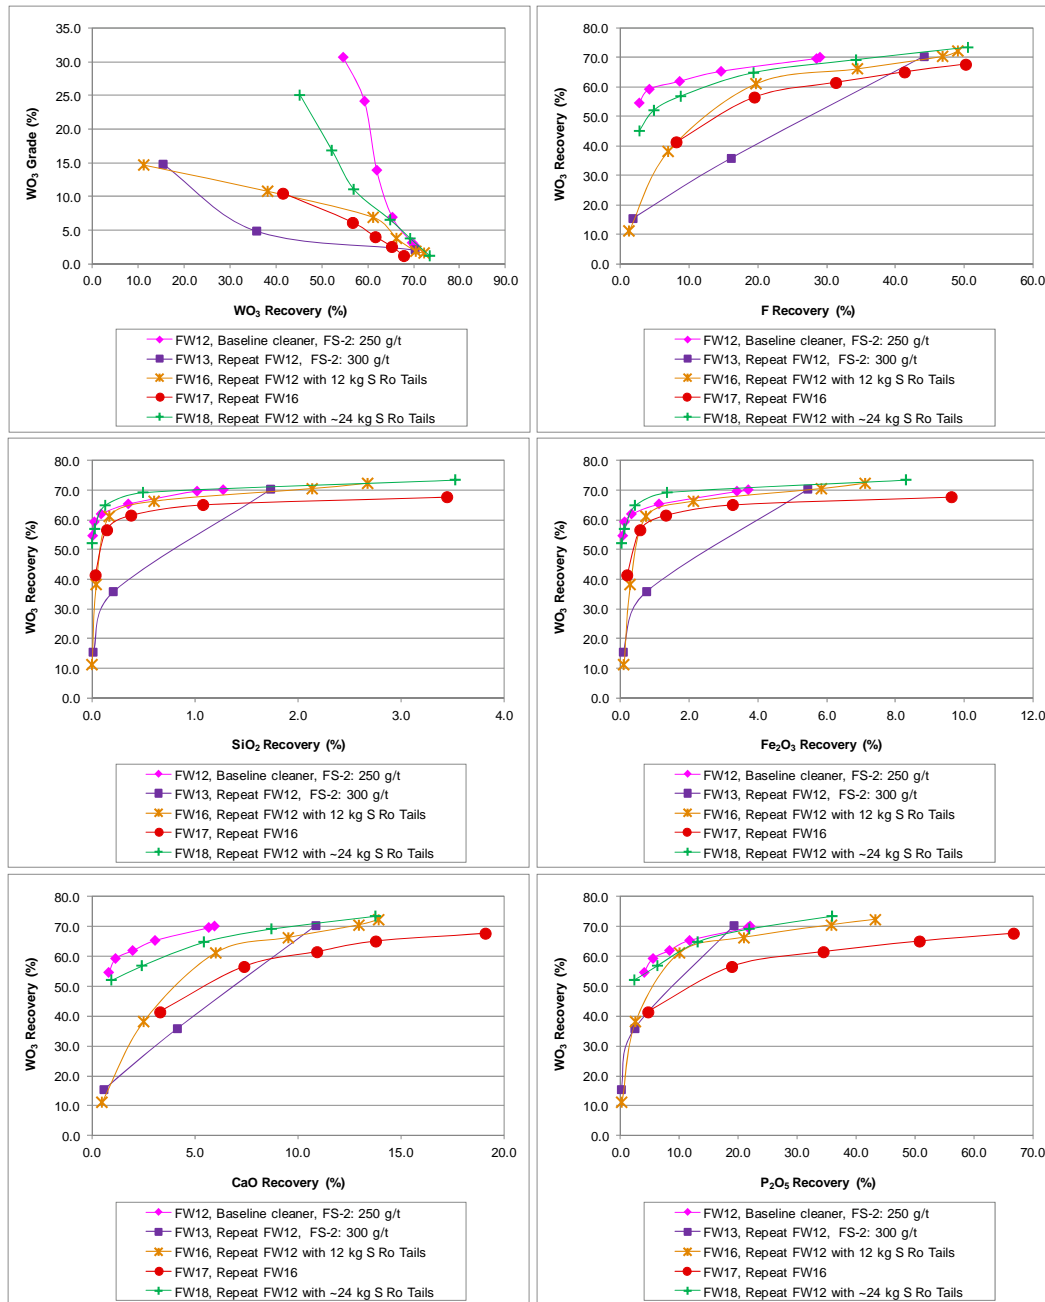 35.0
30.0
25.0
20.0
15.0
10.0
5.0
0.0
WO₃ Grade (%)
0.0 10.0 20.0 30.0 40.0 50.0 60.0 70.0 80.0 90.0
WO₃ Recovery (%)
FW12, Baseline cleaner, FS-2: 250 g/t
FW13, Repeat FW12, FS-2: 300 g/t
FW16, Repeat FW12 with 12 kg S Ro Tails
FW17, Repeat FW16
FW18, Repeat FW12 with ~24 kg S Ro Tails
80.0
70.0
60.0
50.0
40.0
30.0
20.0
10.0
0.0
WO₃ Recovery (%)
0.0 10.0 20.0 30.0 40.0 50.0 60.0
F Recovery (%)
FW12, Baseline cleaner, FS-2: 250 g/t
FW13, Repeat FW12, FS-2: 300 g/t
FW16, Repeat FW12 with 12 kg S Ro Tails
FW17, Repeat FW16
FW18, Repeat FW12 with ~24 kg S Ro Tails
80.0
70.0
60.0
50.0
40.0
30.0
20.0
10.0
0.0
WO₃ Recovery (%)
0.0 1.0 2.0 3.0 4.0
SiO₂ Recovery (%)
FW12, Baseline cleaner, FS-2: 250 g/t
FW13, Repeat FW12, FS-2: 300 g/t
FW16, Repeat FW12 with 12 kg S Ro Tails
FW17, Repeat FW16
FW18, Repeat FW12 with ~24 kg S Ro Tails
80.0
70.0
60.0
50.0
40.0
30.0
20.0
10.0
0.0
WO₃ Recovery (%)
0.0 2.0 4.0 6.0 8.0 10.0 12.0
Fe₂O₃ Recovery (%)
FW12, Baseline cleaner, FS-2: 250 g/t
FW13, Repeat FW12, FS-2: 300 g/t
FW16, Repeat FW12 with 12 kg S Ro Tails
FW17, Repeat FW16
FW18, Repeat FW12 with ~24 kg S Ro Tails
80.0
70.0
60.0
50.0
40.0
30.0
20.0
10.0
0.0
WO₃ Recovery (%)
0.0 5.0 10.0 15.0 20.0
CaO Recovery (%)
FW12, Baseline cleaner, FS-2: 250 g/t
FW13, Repeat FW12, FS-2: 300 g/t
FW16, Repeat FW12 with 12 kg S Ro Tails
FW17, Repeat FW16
FW18, Repeat FW12 with ~24 kg S Ro Tails
80.0
70.0
60.0
50.0
40.0
30.0
20.0
10.0
0.0
WO₃ Recovery (%)
0.0 10.0 20.0 30.0 40.0 50.0 60.0 70.0
P₂O₅ Recovery (%)
FW12, Baseline cleaner, FS-2: 250 g/t
FW13, Repeat FW12, FS-2: 300 g/t
FW16, Repeat FW12 with 12 kg S Ro Tails
FW17, Repeat FW16
FW18, Repeat FW12 with ~24 kg S Ro Tails